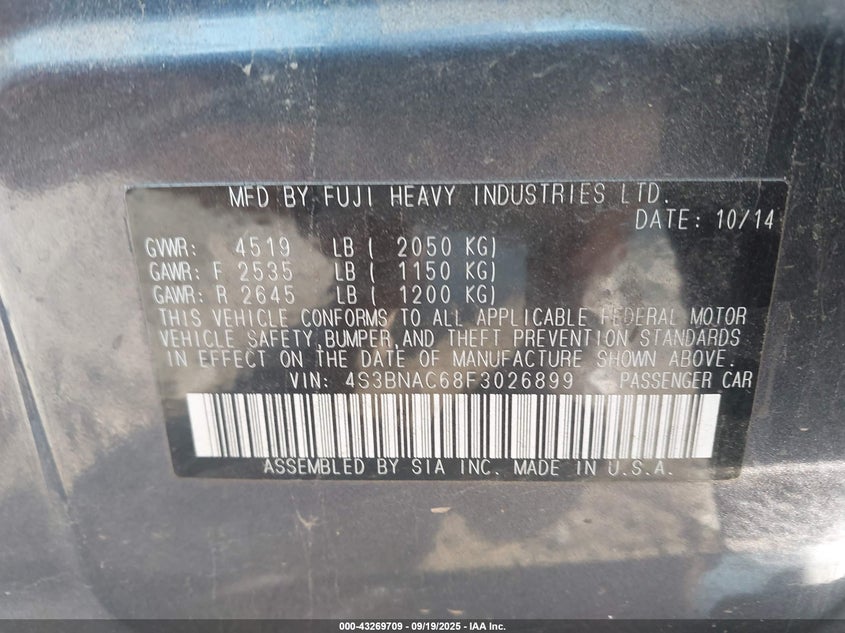 MFD BY FUJI HEAVY INDUSTRIES LTD.
DATE: 10/14
GVWR: 4519 LB ( 2050 KG)
GAWR: F 2535 LB ( 1150 KG)
GAWR: R 2645 LB ( 1200 KG)
THIS VEHICLE CONFORMS TO ALL APPLICABLE FEDERAL MOTOR
VEHICLE SAFETY,BUMPER,AND THEFT PREVENTION STANDARDS
IN EFFECT ON THE DATE OF MANUFACTURE SHOWN ABOVE.
VIN: 4S3BNAC68F3026899 PASSENGER CAR
ASSEMBLED BY SIA INC. MADE IN U.S.A.
000-43269709 - 09/19/2025 - IAA Inc.